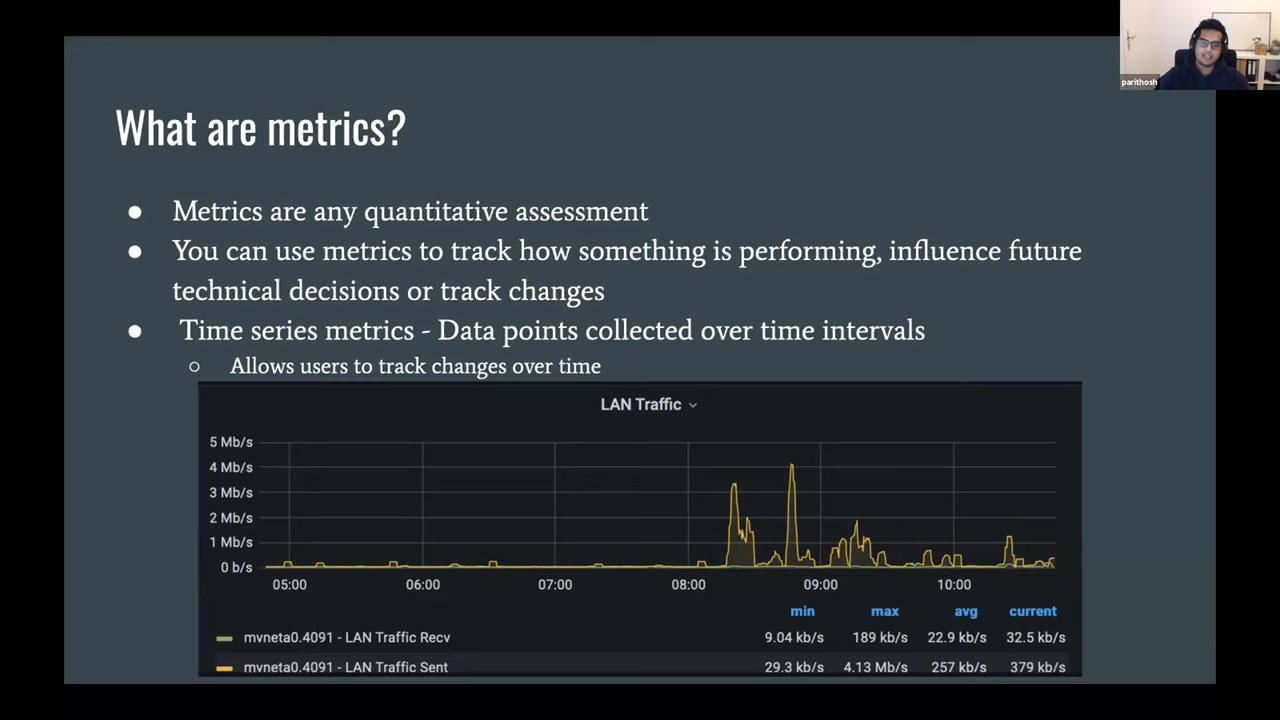 parithosh
What are metrics?
● Metrics are any quantitative assessment
● You can use metrics to track how something is performing, influence future
technical decisions or track changes
● Time series metrics - Data points collected over time intervals
○ Allows users to track changes over time
LAN Traffic
5 Mb/s
4 Mb/s
3 Mb/s
2 Mb/s
1 Mb/s
0 b/s
05:00 06:00 07:00 08:00 09:00 10:00
min max avg current
mvneta0.4091 - LAN Traffic Recv 9.04 kb/s 189 kb/s 22.9 kb/s 32.5 kb/s
mvneta0.4091 - LAN Traffic Sent 29.3 kb/s 4.13 Mb/s 257 kb/s 379 kb/s